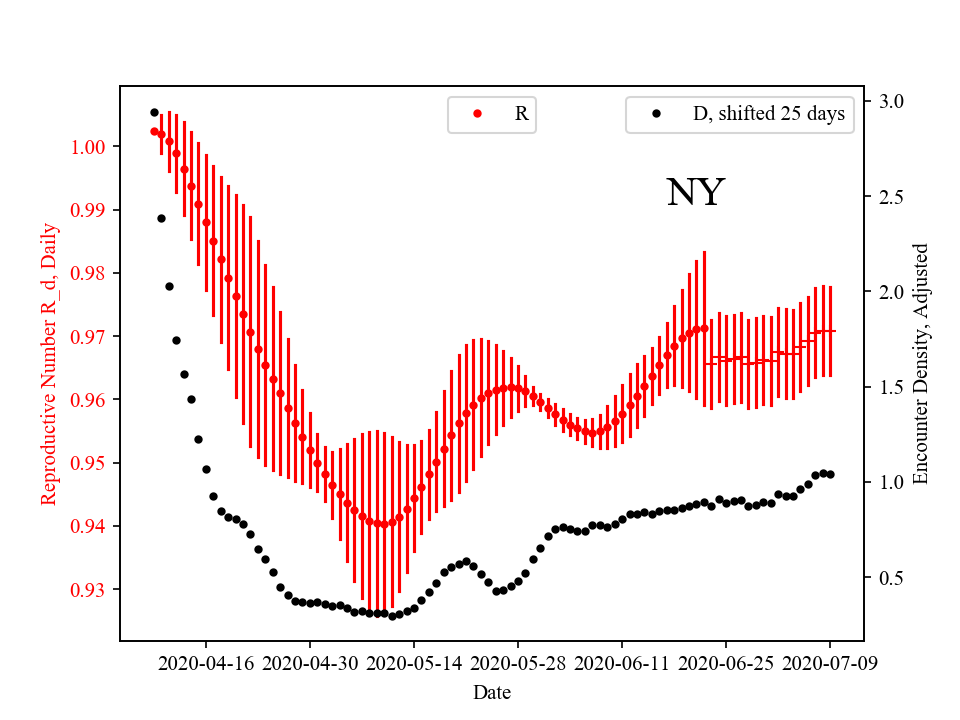 R
D, shifted 25 days
NY
Reproductive Number R_d, Daily
1.00
0.99
0.98
0.97
0.96
0.95
0.94
0.93
3.0
2.5
2.0
1.5
1.0
0.5
Encounter Density, Adjusted
2020-04-16 2020-04-30 2020-05-14 2020-05-28 2020-06-11 2020-06-25 2020-07-09
Date